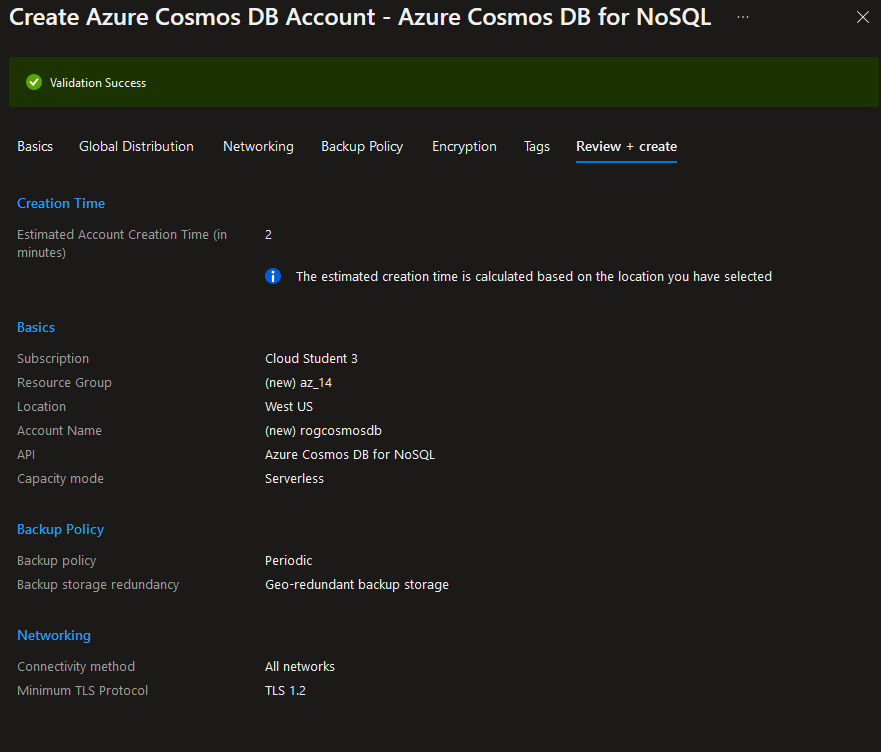 Create Azure Cosmos DB Account - Azure Cosmos DB for NoSQL ...
Validation Success
Basics Global Distribution Networking Backup Policy Encryption Tags Review + create
Creation Time
Estimated Account Creation Time (in
minutes) 2
The estimated creation time is calculated based on the location you have selected
Basics
Subscription Cloud Student 3
Resource Group (new) az_14
Location West US
Account Name (new) rogcosmosdb
API Azure Cosmos DB for NoSQL
Capacity mode Serverless
Backup Policy
Backup policy Periodic
Backup storage redundancy Geo-redundant backup storage
Networking
Connectivity method All networks
Minimum TLS Protocol TLS 1.2